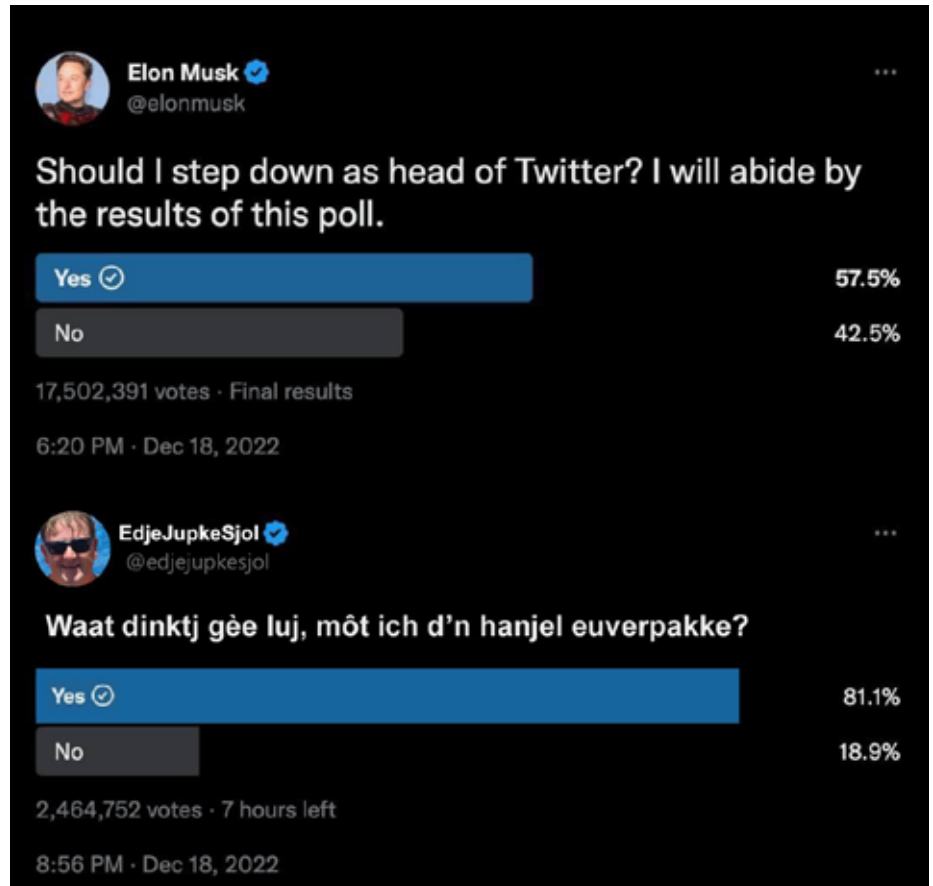 Elon Musk
@elonmusk
Should I step down as head of Twitter? I will abide by
the results of this poll.
Yes 57.5%
No 42.5%
17,502,391 votes · Final results
6:20 PM · Dec 18, 2022
EdjeJupkeSjol
@edjejupkesjol
Waat dinktj gèe luj, môt ich d'n hanjel euverpakke?
Yes 81.1%
No 18.9%
2,464,752 votes · 7 hours left
8:56 PM · Dec 18, 2022